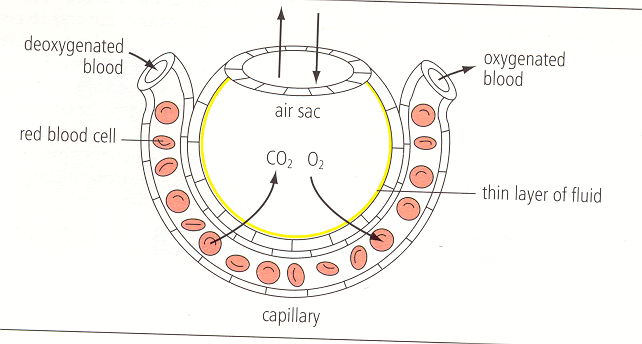 deoxygenated
blood
oxygenated
blood
air sac
red blood cell
CO₂ O₂
thin layer of fluid
capillary